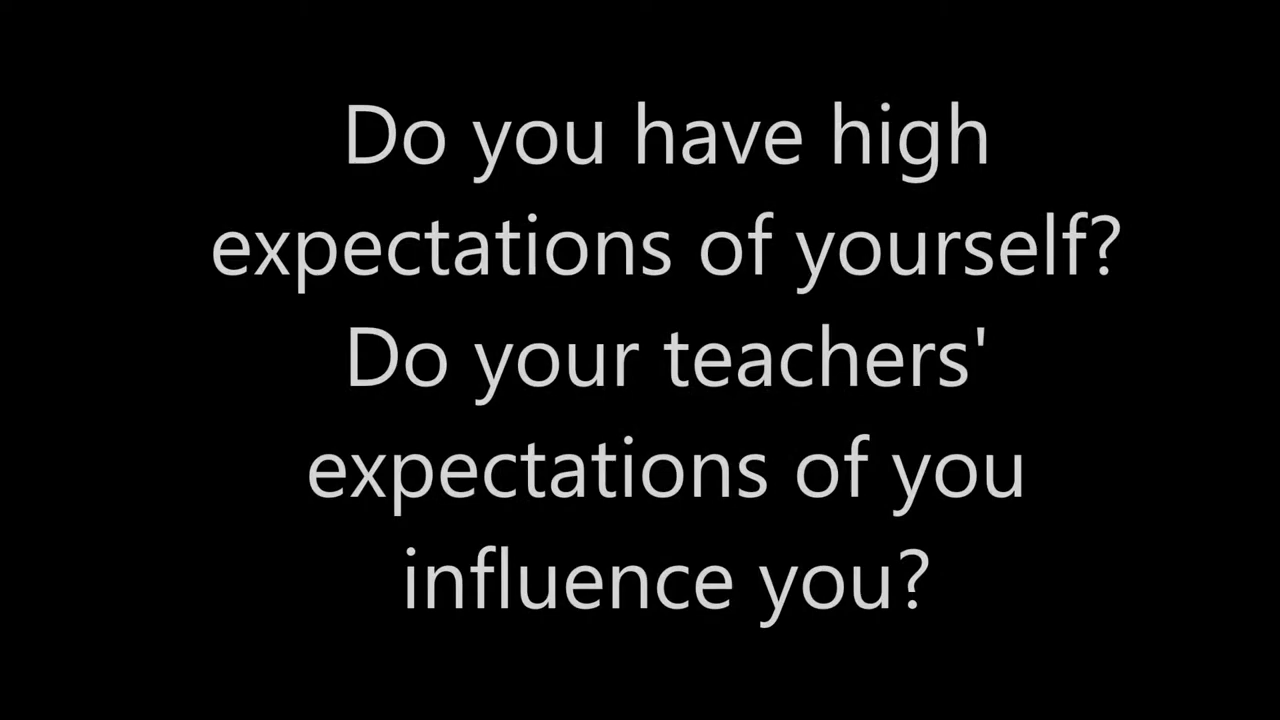 Do you have high
expectations of yourself?
Do your teachers'
expectations of you
influence you?